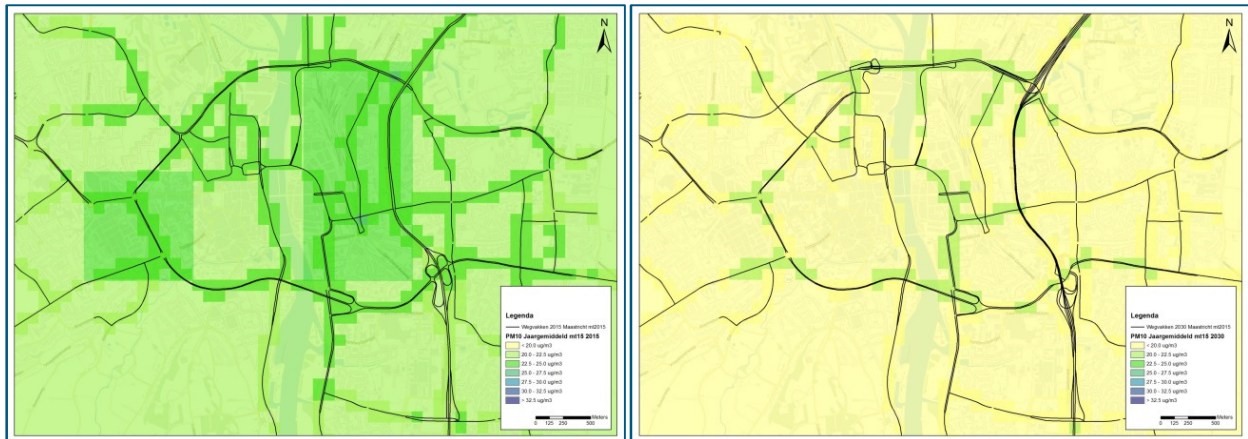 N
Legenda
Wegvakken 2015 Maastricht mt2015
PM10 Jaargemiddeld mt15 2015
< 20.0 ug/m3
20.0 - 22.5 ug/m3
22.5 - 25.0 ug/m3
25.0 - 27.5 ug/m3
27.5 - 30.0 ug/m3
30.0 - 32.5 ug/m3
> 32.5 ug/m3
Meters
0 125 250 500
N
Legenda
Wegvakken 2030 Maastricht mt2015
PM10 Jaargemiddeld mt15 2030
< 20.0 ug/m3
20.0 - 22.5 ug/m3
22.5 - 25.0 ug/m3
25.0 - 27.5 ug/m3
27.5 - 30.0 ug/m3
30.0 - 32.5 ug/m3
> 32.5 ug/m3
Meters
0 125 250 500